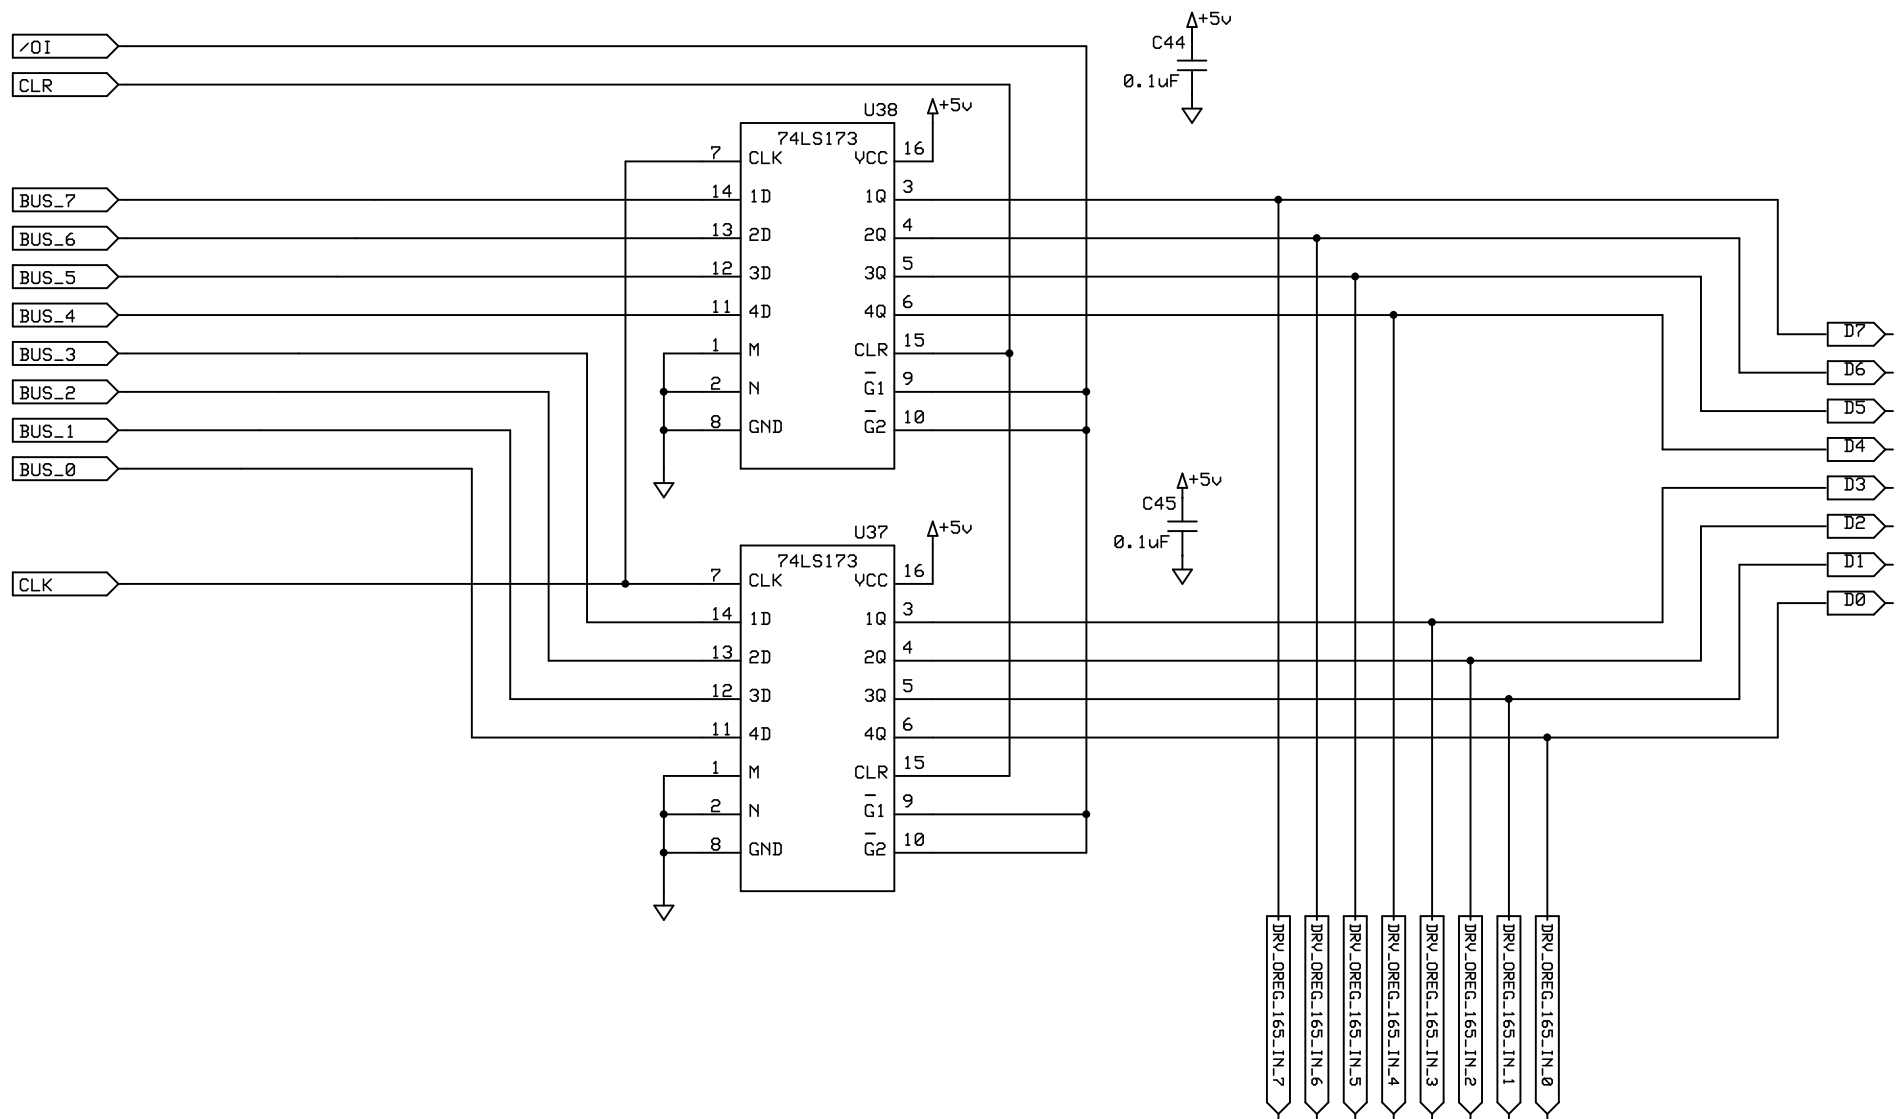 +5v
/OI
C44
0.1uF
CLR
U38
+5v
74LS173
7 CLK VCC 16
BUS_7 14 1D 1Q 3
BUS_6 13 2D 2Q 4
BUS_5 12 3D 3Q 5
BUS_4 11 4D 4Q 6
D7
BUS_3 1 M CLR 15
D6
BUS_2 2 N G1 9
D5
BUS_1 8 GND G2 10
D4
BUS_0
+5v
D3
C45
D2
0.1uF
U37
+5v
74LS173
D1
CLK 7 CLK VCC 16
D0
14 1D 1Q 3
13 2D 2Q 4
12 3D 3Q 5
11 4D 4Q 6
1 M CLR 15
2 N G1 9
8 GND G2 10
DRV_OREG_165_IN_7
DRV_OREG_165_IN_6
DRV_OREG_165_IN_5
DRV_OREG_165_IN_4
DRV_OREG_165_IN_3
DRV_OREG_165_IN_2
DRV_OREG_165_IN_1
DRV_OREG_165_IN_0